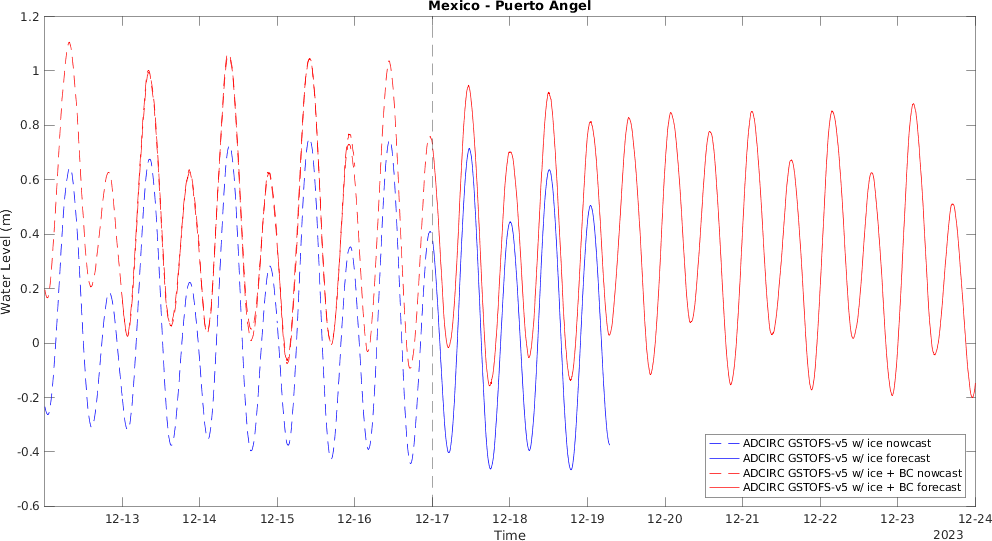 Mexico - Puerto Angel
1.2
1
0.8
0.6
0.4
0.2
0
-0.2
-0.4
-0.6
Water Level (m)
ADCIRC GSTOFS-v5 w/ ice nowcast
ADCIRC GSTOFS-v5 w/ ice forecast
ADCIRC GSTOFS-v5 w/ ice + BC nowcast
ADCIRC GSTOFS-v5 w/ ice + BC forecast
12-13 12-14 12-15 12-16 12-17 12-18 12-19 12-20 12-21 12-22 12-23 12-24
Time
2023